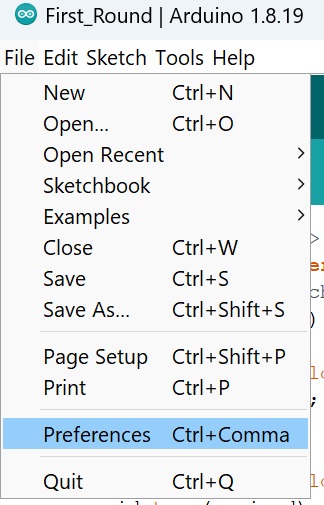 First_Round | Arduino 1.8.19
File Edit Sketch Tools Help
New Ctrl+N
Open... Ctrl+O
Open Recent
Sketchbook
Examples
Close Ctrl+W
Save Ctrl+S
Save As... Ctrl+Shift+S
Page Setup Ctrl+Shift+P
Print Ctrl+P
Preferences Ctrl+Comma
Quit Ctrl+Q